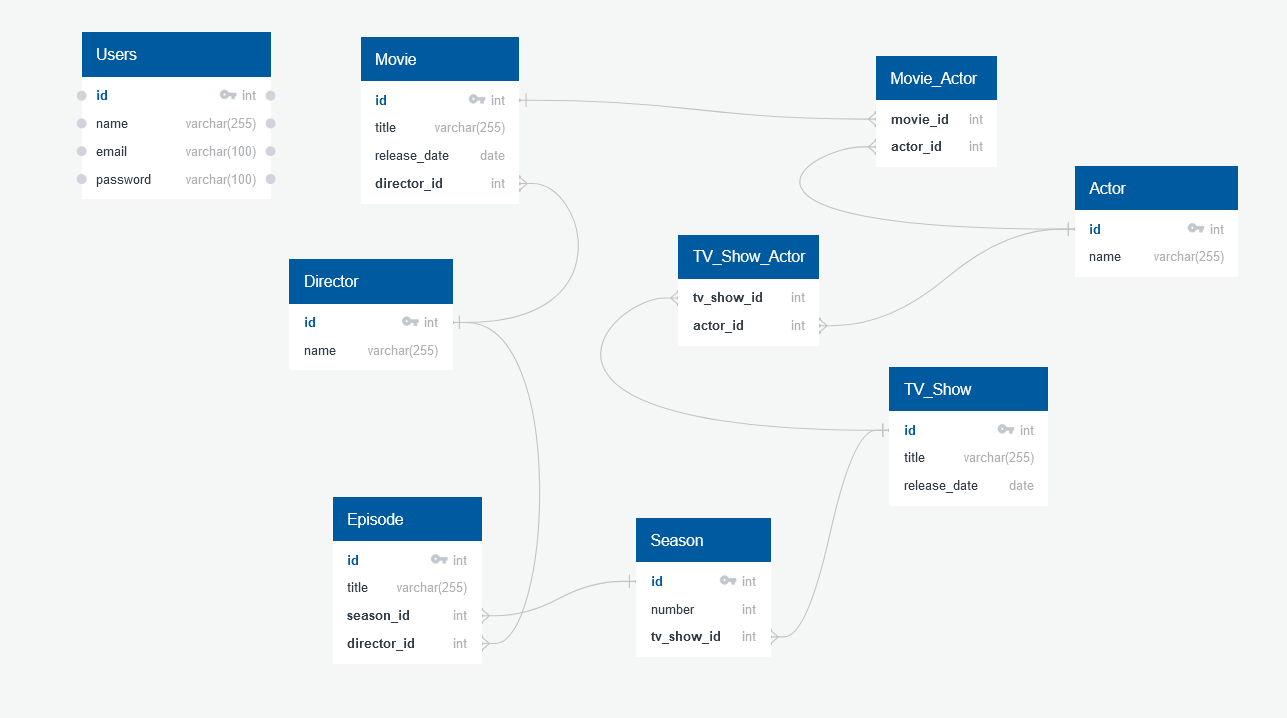 Users
id int
name varchar(255)
email varchar(100)
password varchar(100)
Movie
id int
title varchar(255)
release_date date
director_id int
Movie_Actor
movie_id int
actor_id int
Actor
id int
name varchar(255)
TV_Show_Actor
tv_show_id int
actor_id int
Director
id int
name varchar(255)
TV_Show
id int
title varchar(255)
release_date date
Episode
id int
title varchar(255)
season_id int
director_id int
Season
id int
number int
tv_show_id int